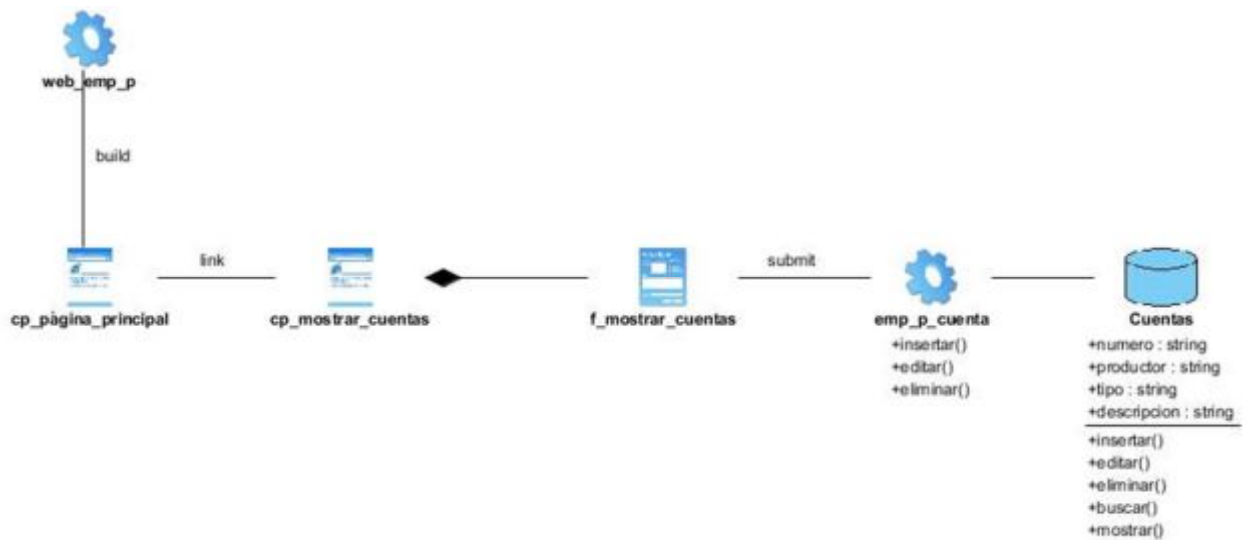 web_emp_p
build
link
submit
cp_pàgina_principal
cp_mostrar_cuentas
f_mostrar_cuentas
emp_p_cuenta
+insertar()
+editar()
+eliminar()
Cuentas
+numero : string
+productor : string
+tipo : string
+descripcion : string
+insertar()
+editar()
+eliminar()
+buscar()
+mostrar()